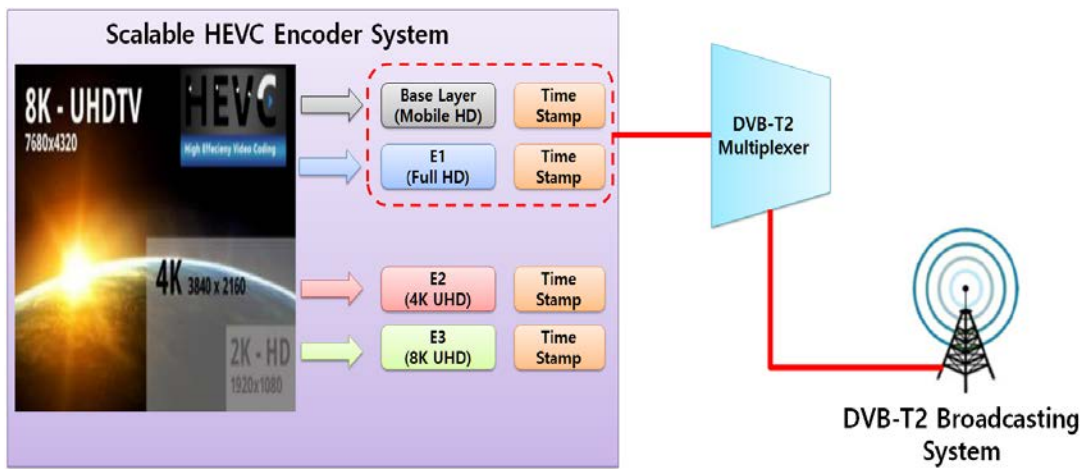 Scalable HEVC Encoder System
8K - UHDTV
7680x4320
HEVC
High Effecieny Video Coding
4K 3840 x 2160
2K - HD
1920x1080
Base Layer
(Mobile HD)
Time
Stamp
E1
(Full HD)
Time
Stamp
E2
(4K UHD)
Time
Stamp
E3
(8K UHD)
Time
Stamp
DVB-T2
Multiplexer
DVB-T2 Broadcasting
System